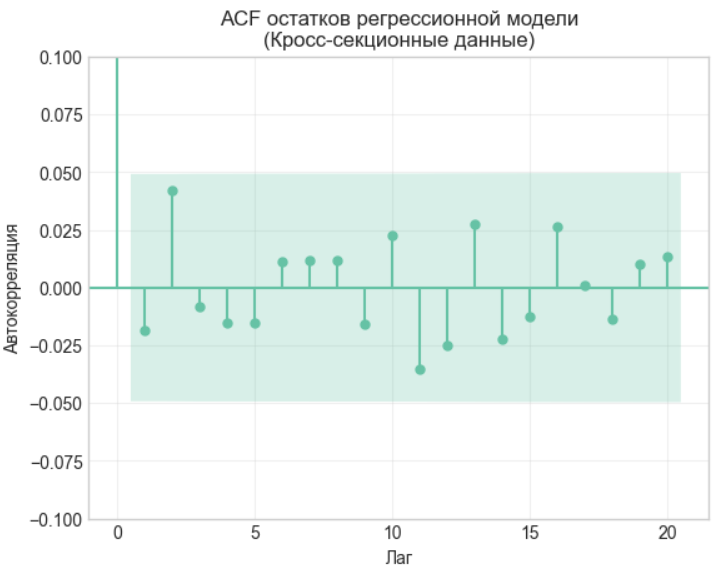 ACF остатков регрессионной модели
(Кросс-секционные данные)
0.100
0.075
0.050
0.025
0.000
−0.025
−0.050
−0.075
−0.100
Автокорреляция
0 5 10 15 20
Лаг